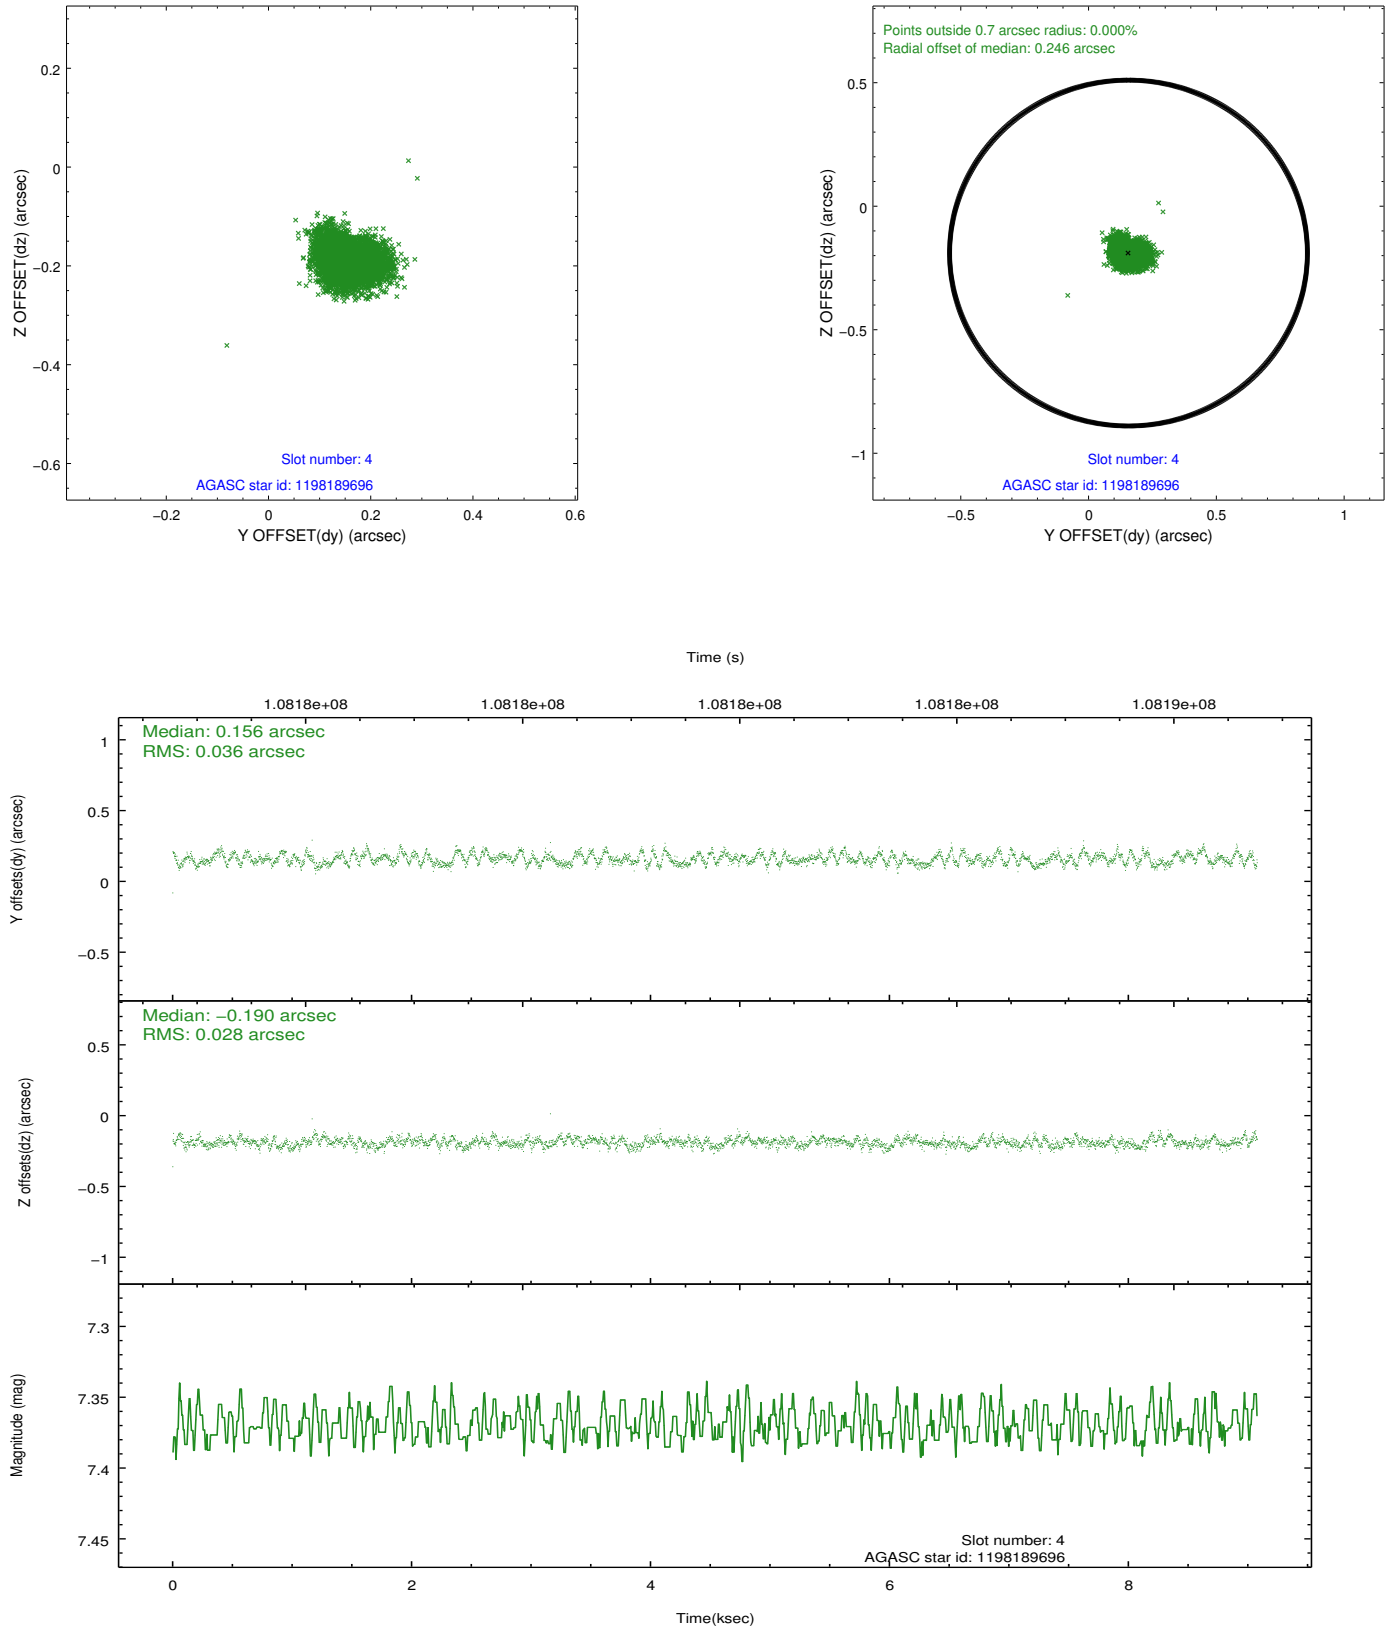 0.2
0
−0.2
−0.4
−0.6
Z OFFSET(dz) (arcsec)
Slot number: 4
AGASC star id: 1198189696
−0.2 0 0.2 0.4 0.6
Y OFFSET(dy) (arcsec)
Points outside 0.7 arcsec radius: 0.000%
Radial offset of median: 0.246 arcsec
0.5
0
−0.5
−1
Z OFFSET(dz) (arcsec)
Slot number: 4
AGASC star id: 1198189696
−0.5 0 0.5 1
Y OFFSET(dy) (arcsec)
Time (s)
1.0818e+08 1.0818e+08 1.0818e+08 1.0818e+08 1.0819e+08
Median: 0.156 arcsec
RMS: 0.036 arcsec
1
0.5
0
−0.5
Y offsets(dy) (arcsec)
Median: −0.190 arcsec
RMS: 0.028 arcsec
0.5
0
−0.5
−1
Z offsets(dz) (arcsec)
7.3
7.35
7.4
7.45
Magnitude (mag)
Slot number: 4
AGASC star id: 1198189696
0 2 4 6 8
Time(ksec)